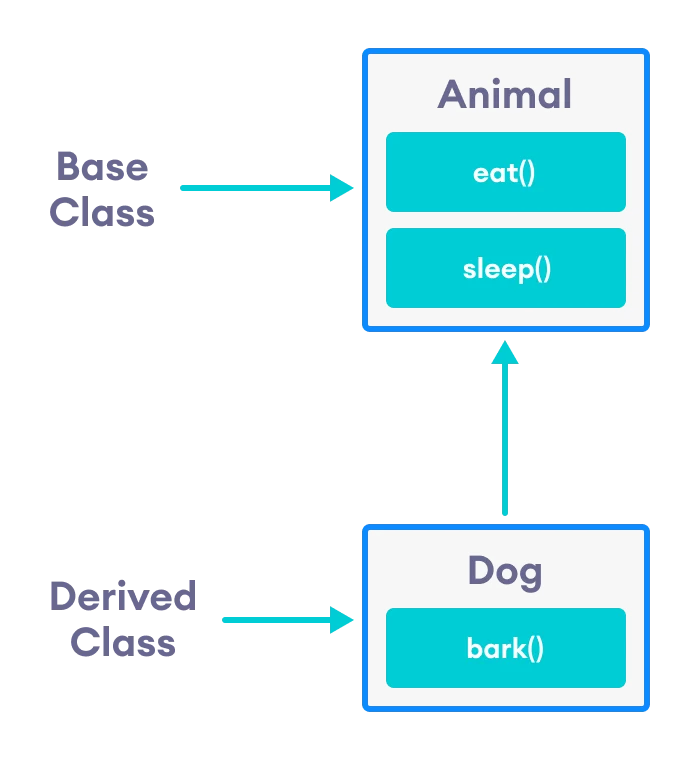 Animal
eat()
sleep()
Base
Class
Dog
bark()
Derived
Class